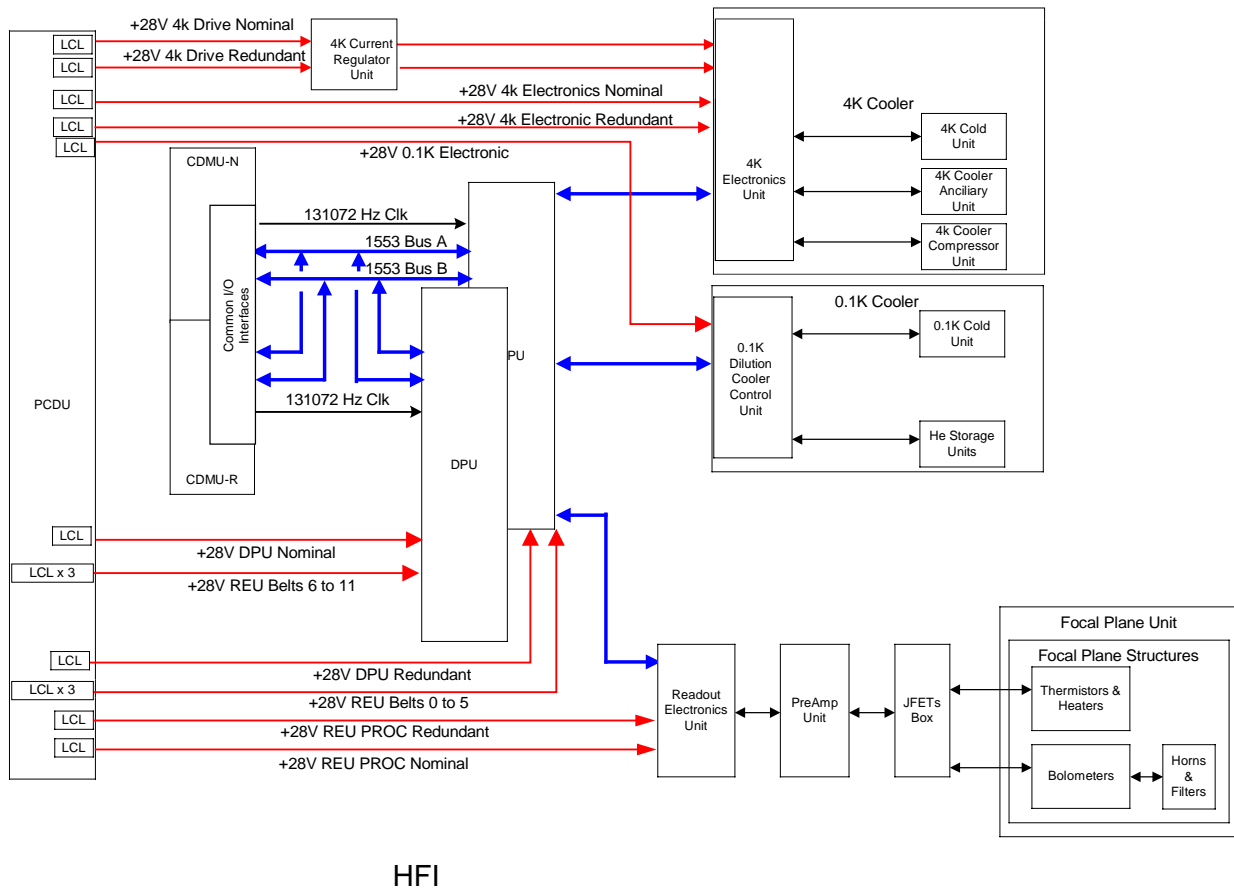 +28V 4k Drive Nominal
LCL
+28V 4k Drive Redundant
LCL
4K Current
Regulator
Unit
LCL
+28V 4k Electronics Nominal
LCL
+28V 4k Electronic Redundant
LCL
+28V 0.1K Electronic
4K Cooler
4K
Electronics
Unit
4K Cold
Unit
4K Cooler
Anciliary
Unit
4k Cooler
Compressor
Unit
CDMU-N
131072 Hz Clk
1553 Bus A
1553 Bus B
Common I/O
Interfaces
131072 Hz Clk
CDMU-R
PCDU
PU
DPU
0.1K Cooler
0.1K
Dilution
Cooler
Control
Unit
0.1K Cold
Unit
He Storage
Units
LCL
+28V DPU Nominal
LCL x 3
+28V REU Belts 6 to 11
LCL
+28V DPU Redundant
LCL x 3
+28V REU Belts 0 to 5
LCL
+28V REU PROC Redundant
LCL
+28V REU PROC Nominal
Readout
Electronics
Unit
PreAmp
Unit
JFETs
Box
Focal Plane Unit
Focal Plane Structures
Thermistors &
Heaters
Bolometers
Horns
&
Filters
HFI